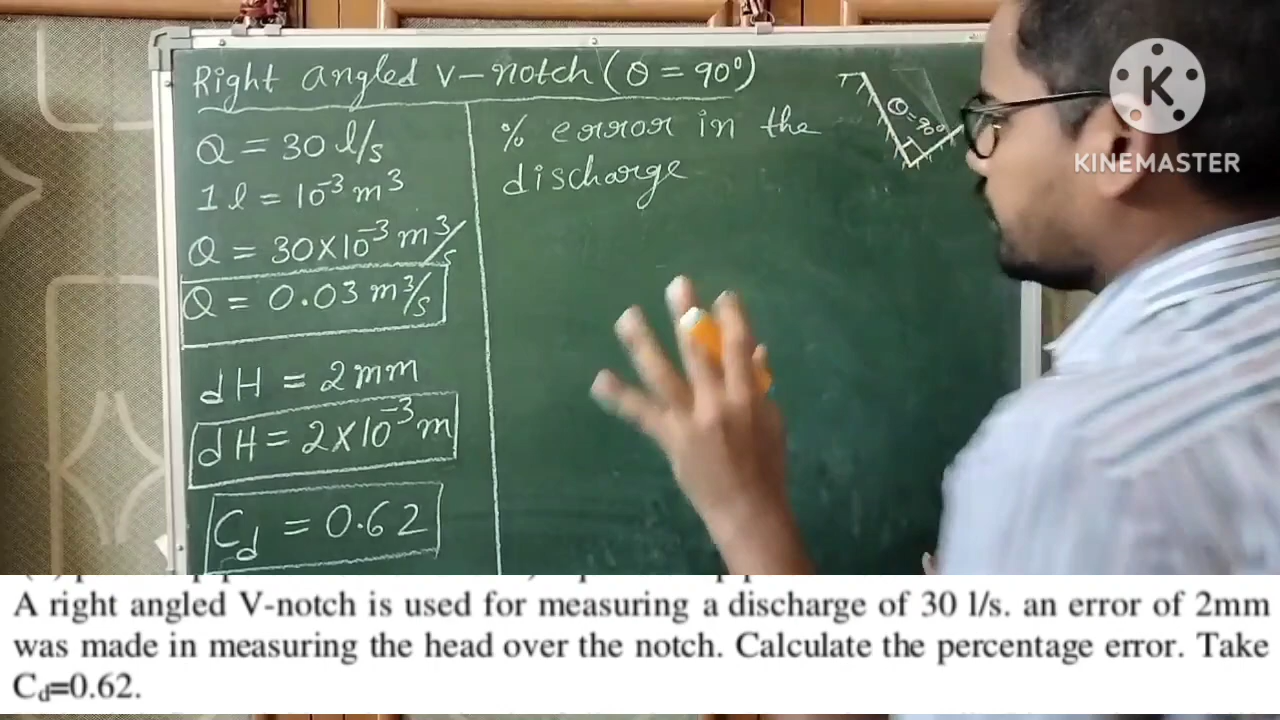 Right angled V-notch (θ = 90°)
Q = 30 l/s
1 l = 10⁻³ m³
Q = 30×10⁻³ m³/s
Q = 0.03 m³/s
dH = 2mm
dH = 2×10⁻³ m
Cd = 0.62
% error in the
discharge
θ = 90°
K
KINEMASTER
A right angled V-notch is used for measuring a discharge of 30 l/s. an error of 2mm
was made in measuring the head over the notch. Calculate the percentage error. Take
Cd=0.62.